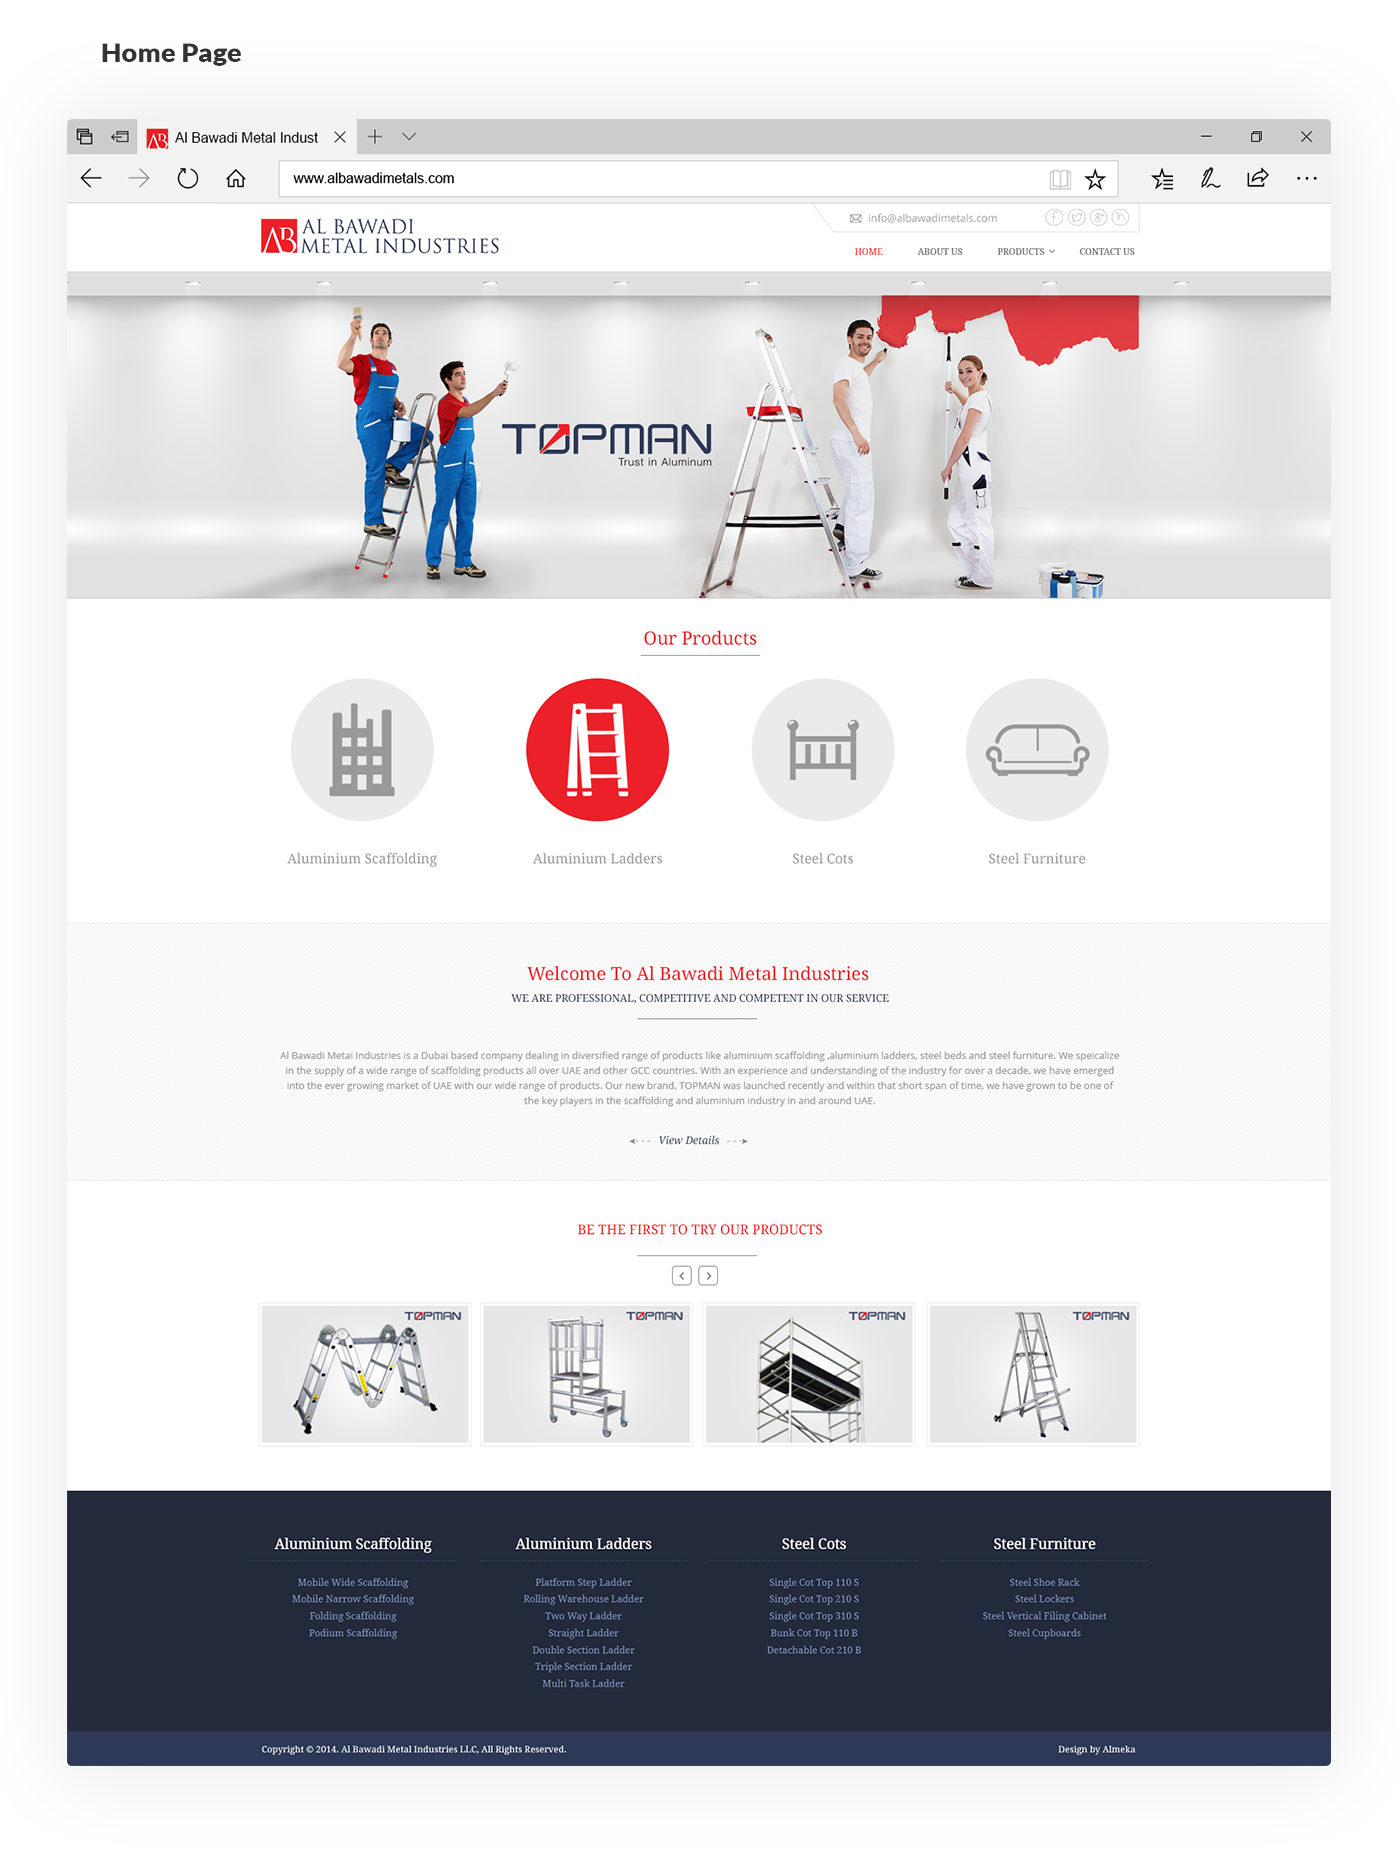 Home Page
Al Bawadi Metal Indust
www.albawadimetals.com
AB AL BAWADI
METAL INDUSTRIES
info@albawadimetals.com
HOME ABOUT US PRODUCTS CONTACT US
TOPMAN
Trust in Aluminum
Our Products
Aluminium Scaffolding Aluminium Ladders Steel Cots Steel Furniture
Welcome To Al Bawadi Metal Industries
WE ARE PROFESSIONAL, COMPETITIVE AND COMPETENT IN OUR SERVICE
Al Bawadi Metai Industries is a Dubai based company dealing in diversified range of products like aluminium scaffolding ,aluminium ladders, steel beds and steel furniture. We speicalize
in the supply of a wide range of scaffolding products all over UAE and other GCC countries. With an experience and understanding of the industry for over a decade, we have emerged
into the ever growing market of UAE with our wide range of products. Our new brand, TOPMAN was launched recently and within that short span of time, we have grown to be one of
the key players in the scaffolding and aluminium industry in and around UAE.
View Details
BE THE FIRST TO TRY OUR PRODUCTS
TOPMAN TOPMAN TOPMAN TOPMAN
Aluminium Scaffolding
Mobile Wide Scaffolding
Mobile Narrow Scaffolding
Folding Scaffolding
Podium Scaffolding
Aluminium Ladders
Platform Step Ladder
Rolling Warehouse Ladder
Two Way Ladder
Straight Ladder
Double Section Ladder
Triple Section Ladder
Multi Task Ladder
Steel Cots
Single Cot Top 110 S
Single Cot Top 210 S
Single Cot Top 310 S
Bunk Cot Top 110 B
Detachable Cot 210 B
Steel Furniture
Steel Shoe Rack
Steel Lockers
Steel Vertical Filing Cabinet
Steel Cupboards
Copyright © 2014. Al Bawadi Metal Industries LLC, All Rights Reserved.
Design by Almeka